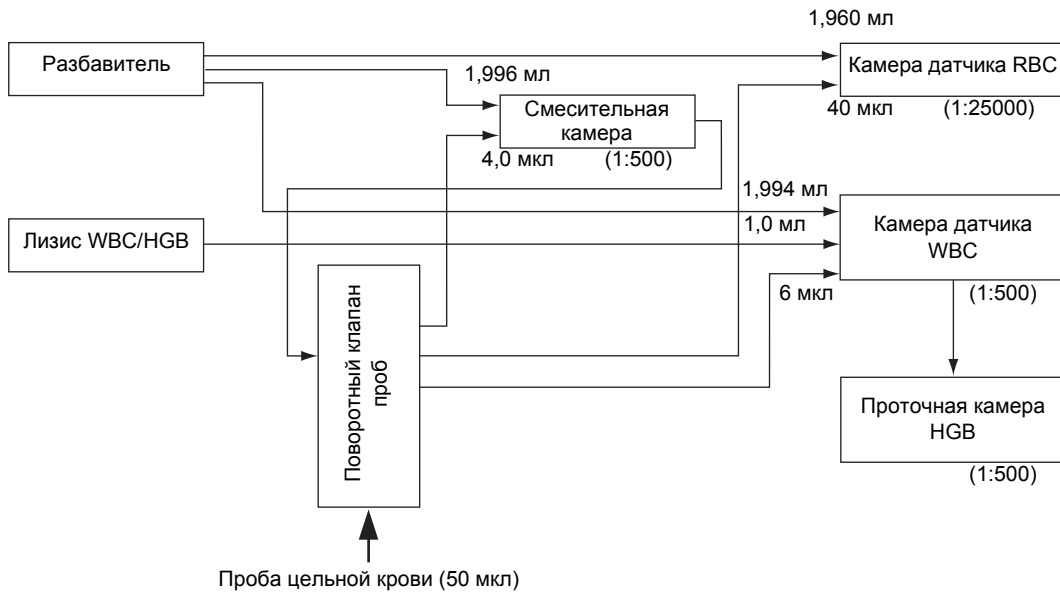 1,960 мл
Разбавитель
1,996 мл
Камера датчика RBC
Смесительная
камера
40 мкл
(1:25000)
4,0 мкл
(1:500)
1,994 мл
Лизис WBC/HGB
1,0 мл
Камера датчика
WBC
6 мкл
(1:500)
Поворотный клапан
проб
Проточная камера
HGB
(1:500)
Проба цельной крови (50 мкл)